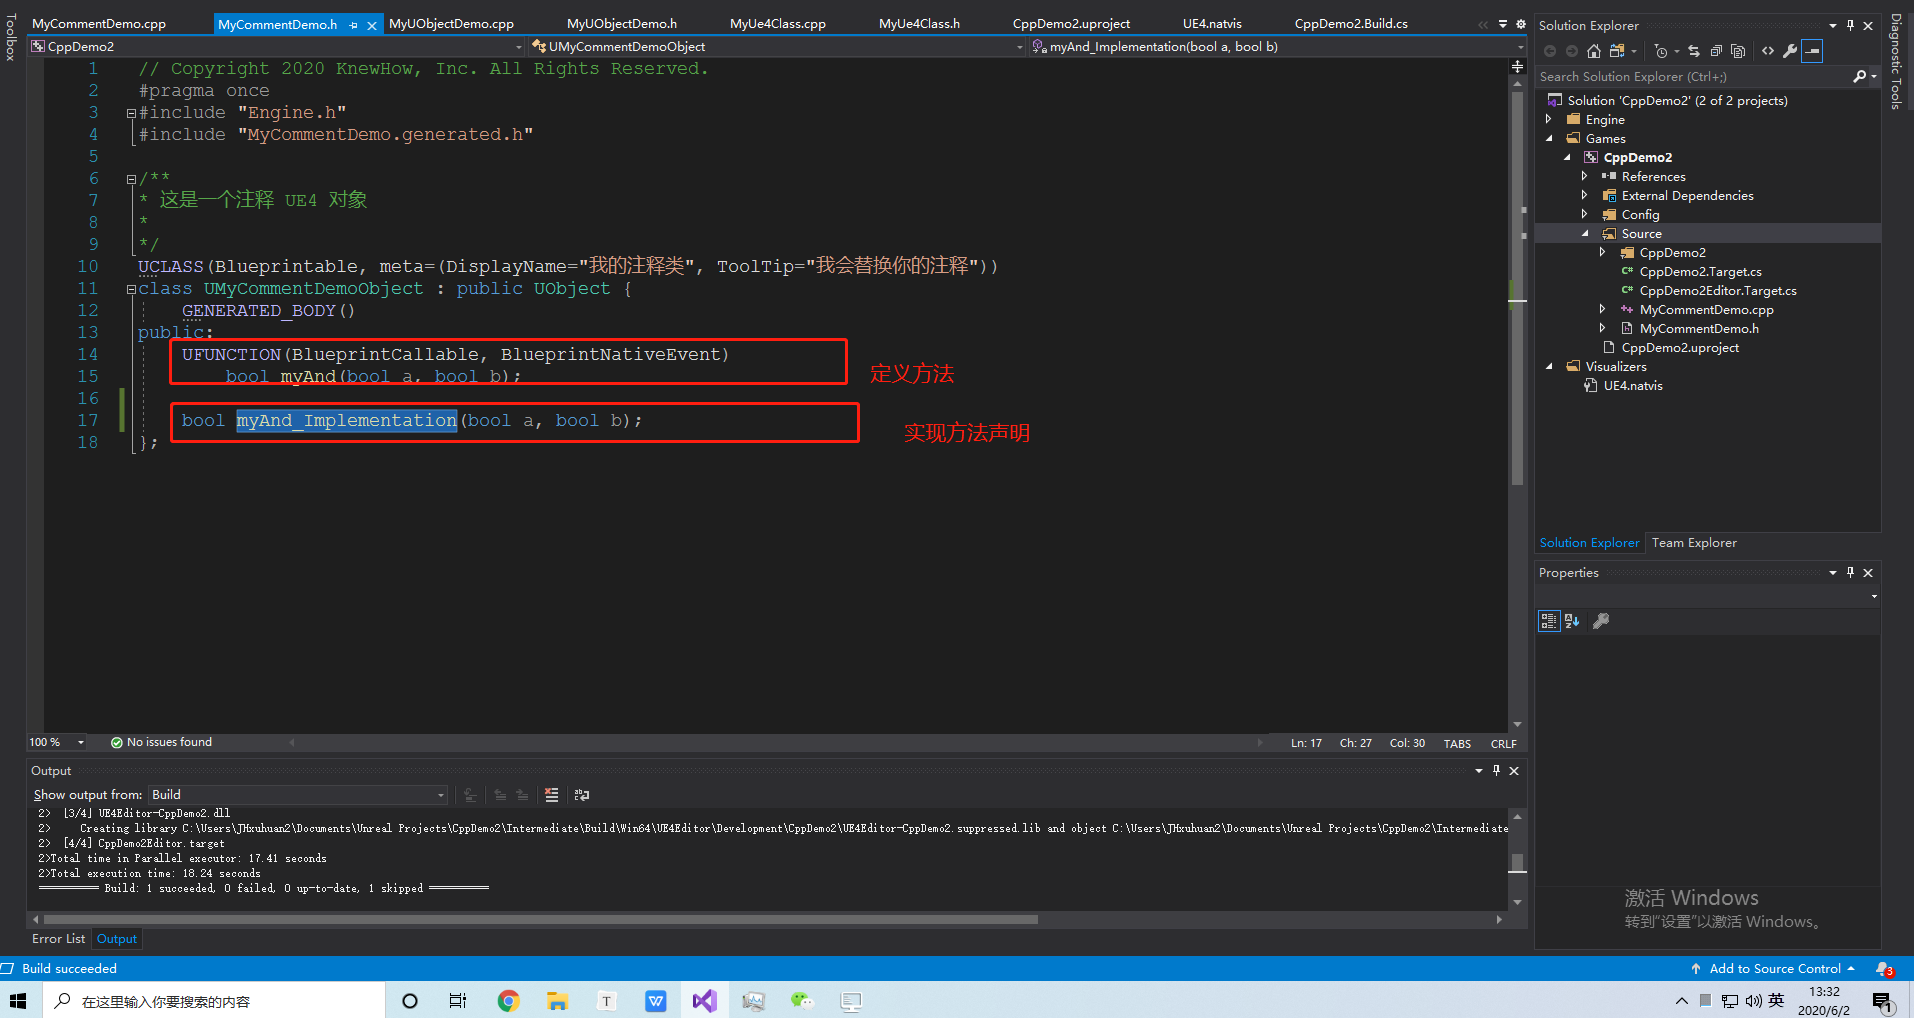 MyCommentDemo.cpp MyCommentDemo.h MyUObjectDemo.cpp MyUObjectDemo.h MyUe4Class.cpp MyUe4Class.h CppDemo2.uproject UE4.natvis CppDemo2.Build.cs
Toolbox
CppDemo2 UMyCommentDemoObject myAnd_Implementation(bool a, bool b)
1 // Copyright 2020 KnewHow, Inc. All Rights Reserved.
2 #pragma once
3 #include "Engine.h"
4 #include "MyCommentDemo.generated.h"
5
6 /**
7 * 这是一个注释 UE4 对象
8 *
9 */
10 UCLASS(Blueprintable, meta=(DisplayName="我的注释类", ToolTip="我会替换你的注释"))
11 class UMyCommentDemoObject : public UObject {
12 GENERATED_BODY()
13 public:
14 UFUNCTION(BlueprintCallable, BlueprintNativeEvent)
15 bool myAnd(bool a, bool b);
定义方法
16
17 bool myAnd_Implementation(bool a, bool b);
实现方法声明
18 };
100 % No issues found Ln: 17 Ch: 27 Col: 30 TABS CRLF
Output
Show output from: Build
2> [3/4] UE4Editor-CppDemo2.dll
2> Creating library C:\Users\JHxuhuan2\Documents\Unreal Projects\CppDemo2\Intermediate\Build\Win64\UE4Editor\Development\CppDemo2\UE4Editor-CppDemo2.suppressed.lib and object C:\Users\JHxuhuan2\Documents\Unreal Projects\CppDemo2\Intermediate
2> [4/4] CppDemo2Editor.target
2>Total time in Parallel executor: 17.41 seconds
2>Total execution time: 18.24 seconds
========== Build: 1 succeeded, 0 failed, 0 up-to-date, 1 skipped ==========
Error List Output
Solution Explorer
Search Solution Explorer (Ctrl+;)
Solution 'CppDemo2' (2 of 2 projects)
Engine
Games
CppDemo2
References
External Dependencies
Config
Source
CppDemo2
CppDemo2.Target.cs
CppDemo2Editor.Target.cs
MyCommentDemo.cpp
MyCommentDemo.h
CppDemo2.uproject
Visualizers
UE4.natvis
Solution Explorer Team Explorer
Properties
Diagnostic Tools
激活 Windows
转到“设置”以激活 Windows。
Build succeeded Add to Source Control 3
在这里输入你要搜索的内容
T W 英 13:32
2020/6/2 1